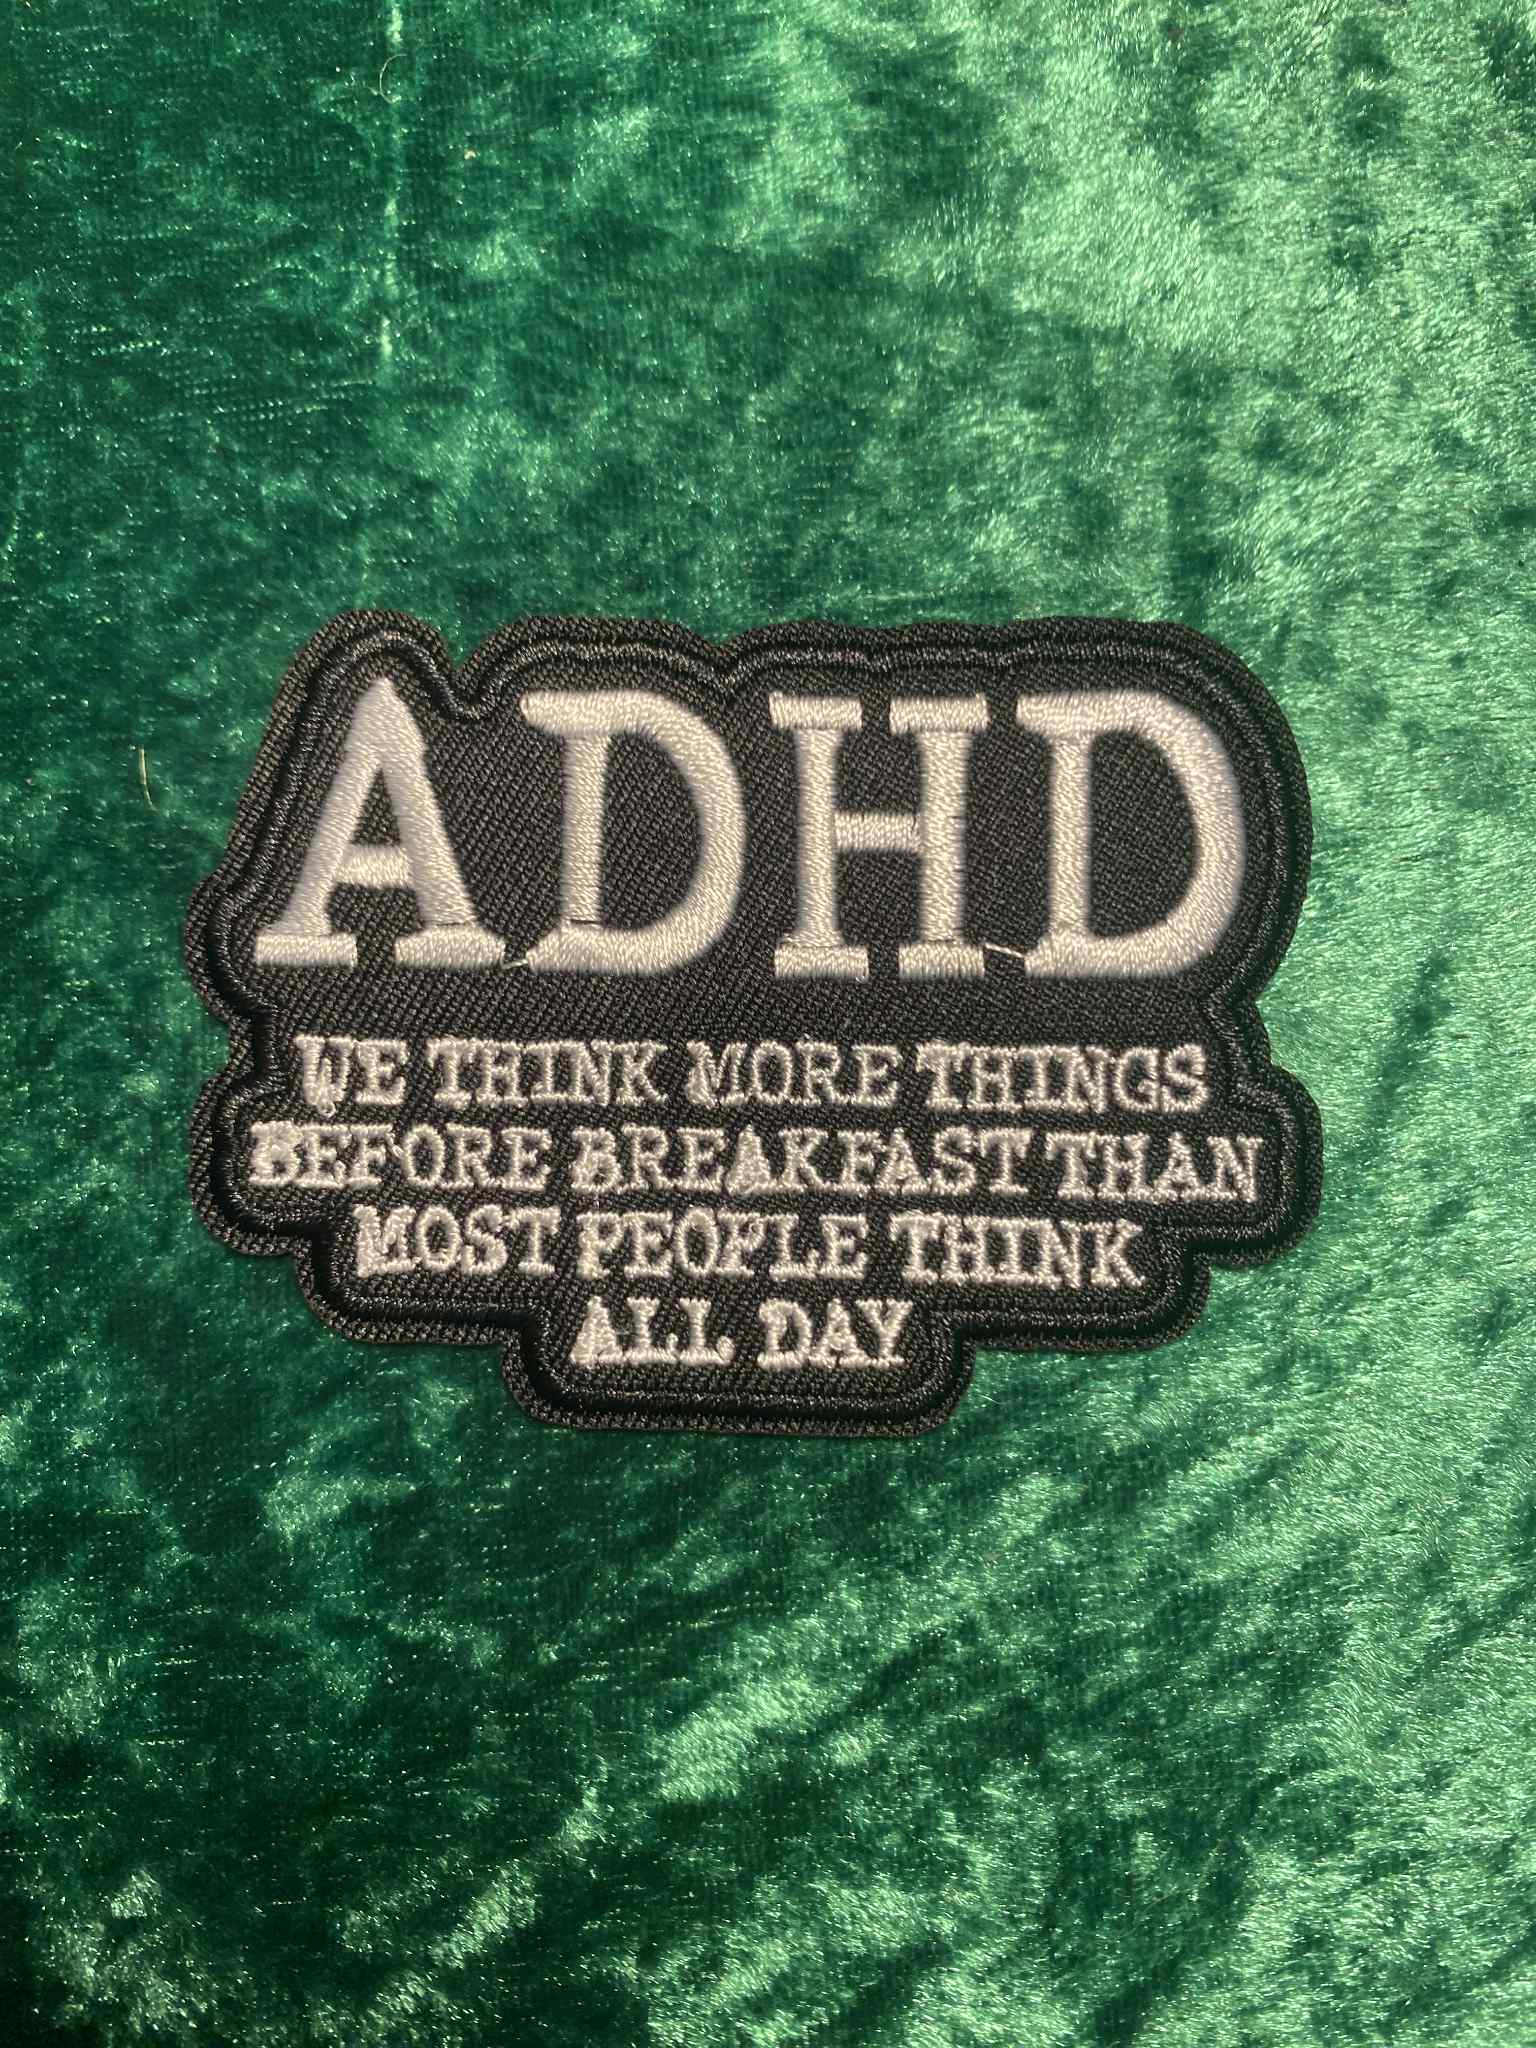 ADHD
WE THINK MORE THINGS
BEFORE BREAKFAST THAN
MOST PEOPLE THINK
ALL DAY